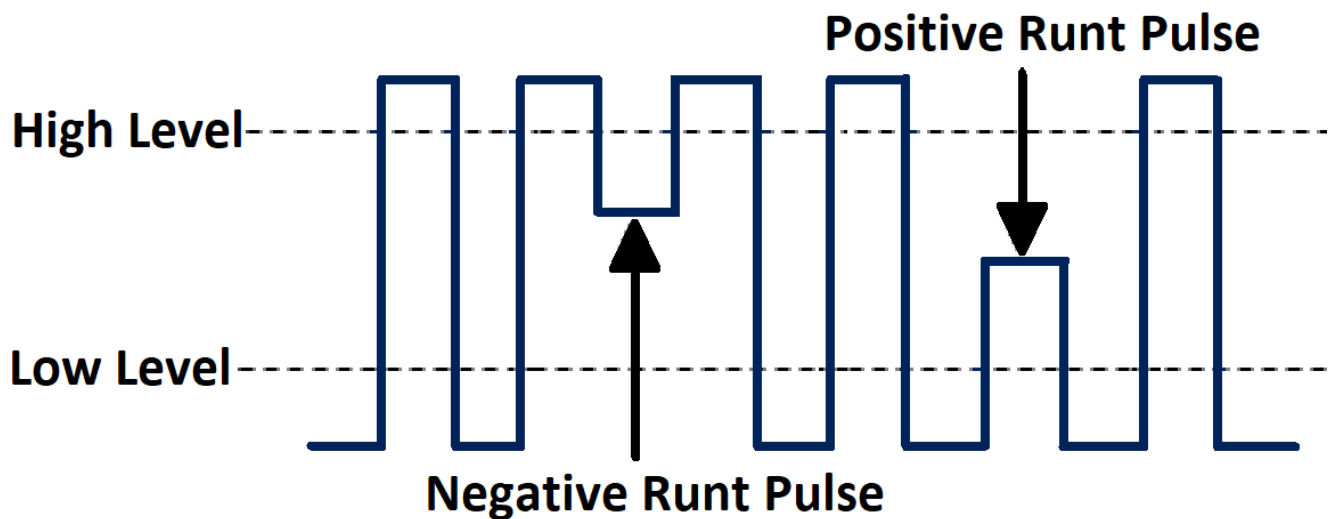 Positive Runt Pulse
High Level
Low Level
Negative Runt Pulse